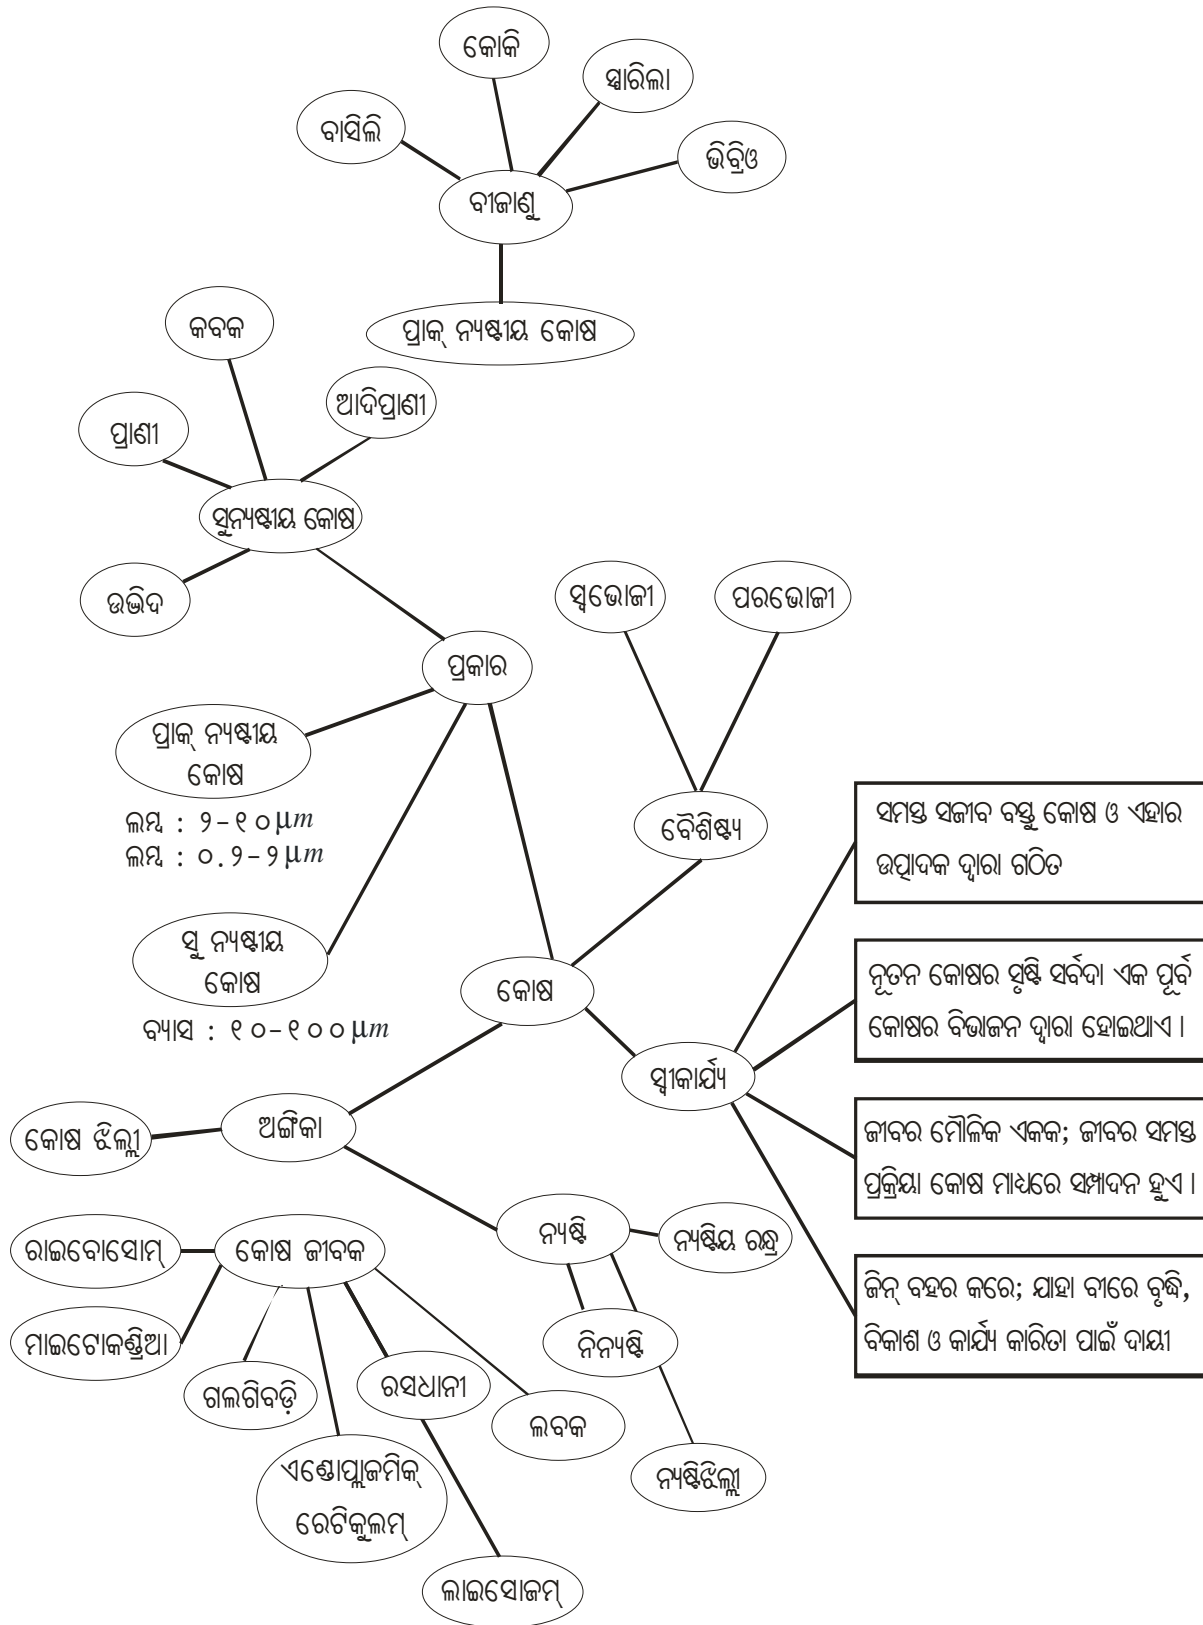 କୋକି
ସ୍ପାରିଲା
ବାସିଲି
ଭିବ୍ରିଓ
ବୀଜାଣୁ
ପ୍ରାକ୍ ନ୍ୟଷ୍ଟୀୟ କୋଷ
କବକ
ଆଦିପ୍ରାଣୀ
ପ୍ରାଣୀ
ସୁନ୍ୟଷ୍ଟୀୟ କୋଷ
ଉଦ୍ଭିଦ
ସ୍ୱଭୋଜୀ
ପରଭୋଜୀ
ପ୍ରକାର
ପ୍ରାକ୍ ନ୍ୟଷ୍ଟୀୟ
କୋଷ
ଲମ୍ବ : ୨-୧୦μm
ଲମ୍ବ : ୦.୨-୨μm
ବୈଶିଷ୍ଟ୍ୟ
ସମସ୍ତ ସଜୀବ ବସ୍ତୁ କୋଷ ଓ ଏହାର
ଉତ୍ପାଦକ ଦ୍ୱାରା ଗଠିତ
ସୁ ନ୍ୟଷ୍ଟୀୟ
କୋଷ
ବ୍ୟାସ : ୧୦-୧୦୦μm
କୋଷ
ନୂତନ କୋଷର ସୃଷ୍ଟି ସର୍ବଦା ଏକ ପୂର୍ବ
କୋଷର ବିଭାଜନ ଦ୍ୱାରା ହୋଇଥାଏ ।
ସ୍ୱୀକାର୍ଯ୍ୟ
କୋଷ ଝିଲ୍ଲୀ
ଅଙ୍ଗିକା
ଜୀବର ମୌଳିକ ଏକକ; ଜୀବର ସମସ୍ତ
ପ୍ରକ୍ରିୟା କୋଷ ମାଧ୍ୟରେ ସମ୍ପାଦନ ହୁଏ ।
ରାଇବୋସୋମ୍
କୋଷ ଜୀବକ
ନ୍ୟଷ୍ଟି
ନ୍ୟଷ୍ଟିୟ ରନ୍ଧ୍ର
ଜିନ୍ ବହର କରେ; ଯାହା ବୀରେ ବୃଦ୍ଧି,
ବିକାଶ ଓ କାର୍ଯ୍ୟ କାରିତା ପାଇଁ ଦାୟୀ
ମାଇଟୋକଣ୍ଡ୍ରିଆ
ନିନ୍ୟଷ୍ଟି
ଗଲଗିବଡ଼ି
ରସଧାନୀ
ଲବକ
ଏଣ୍ଡୋପ୍ଲାଜମିକ୍
ରେଟିକୁଲମ୍
ନ୍ୟଷ୍ଟିଝିଲ୍ଲୀ
ଲାଇସୋଜମ୍